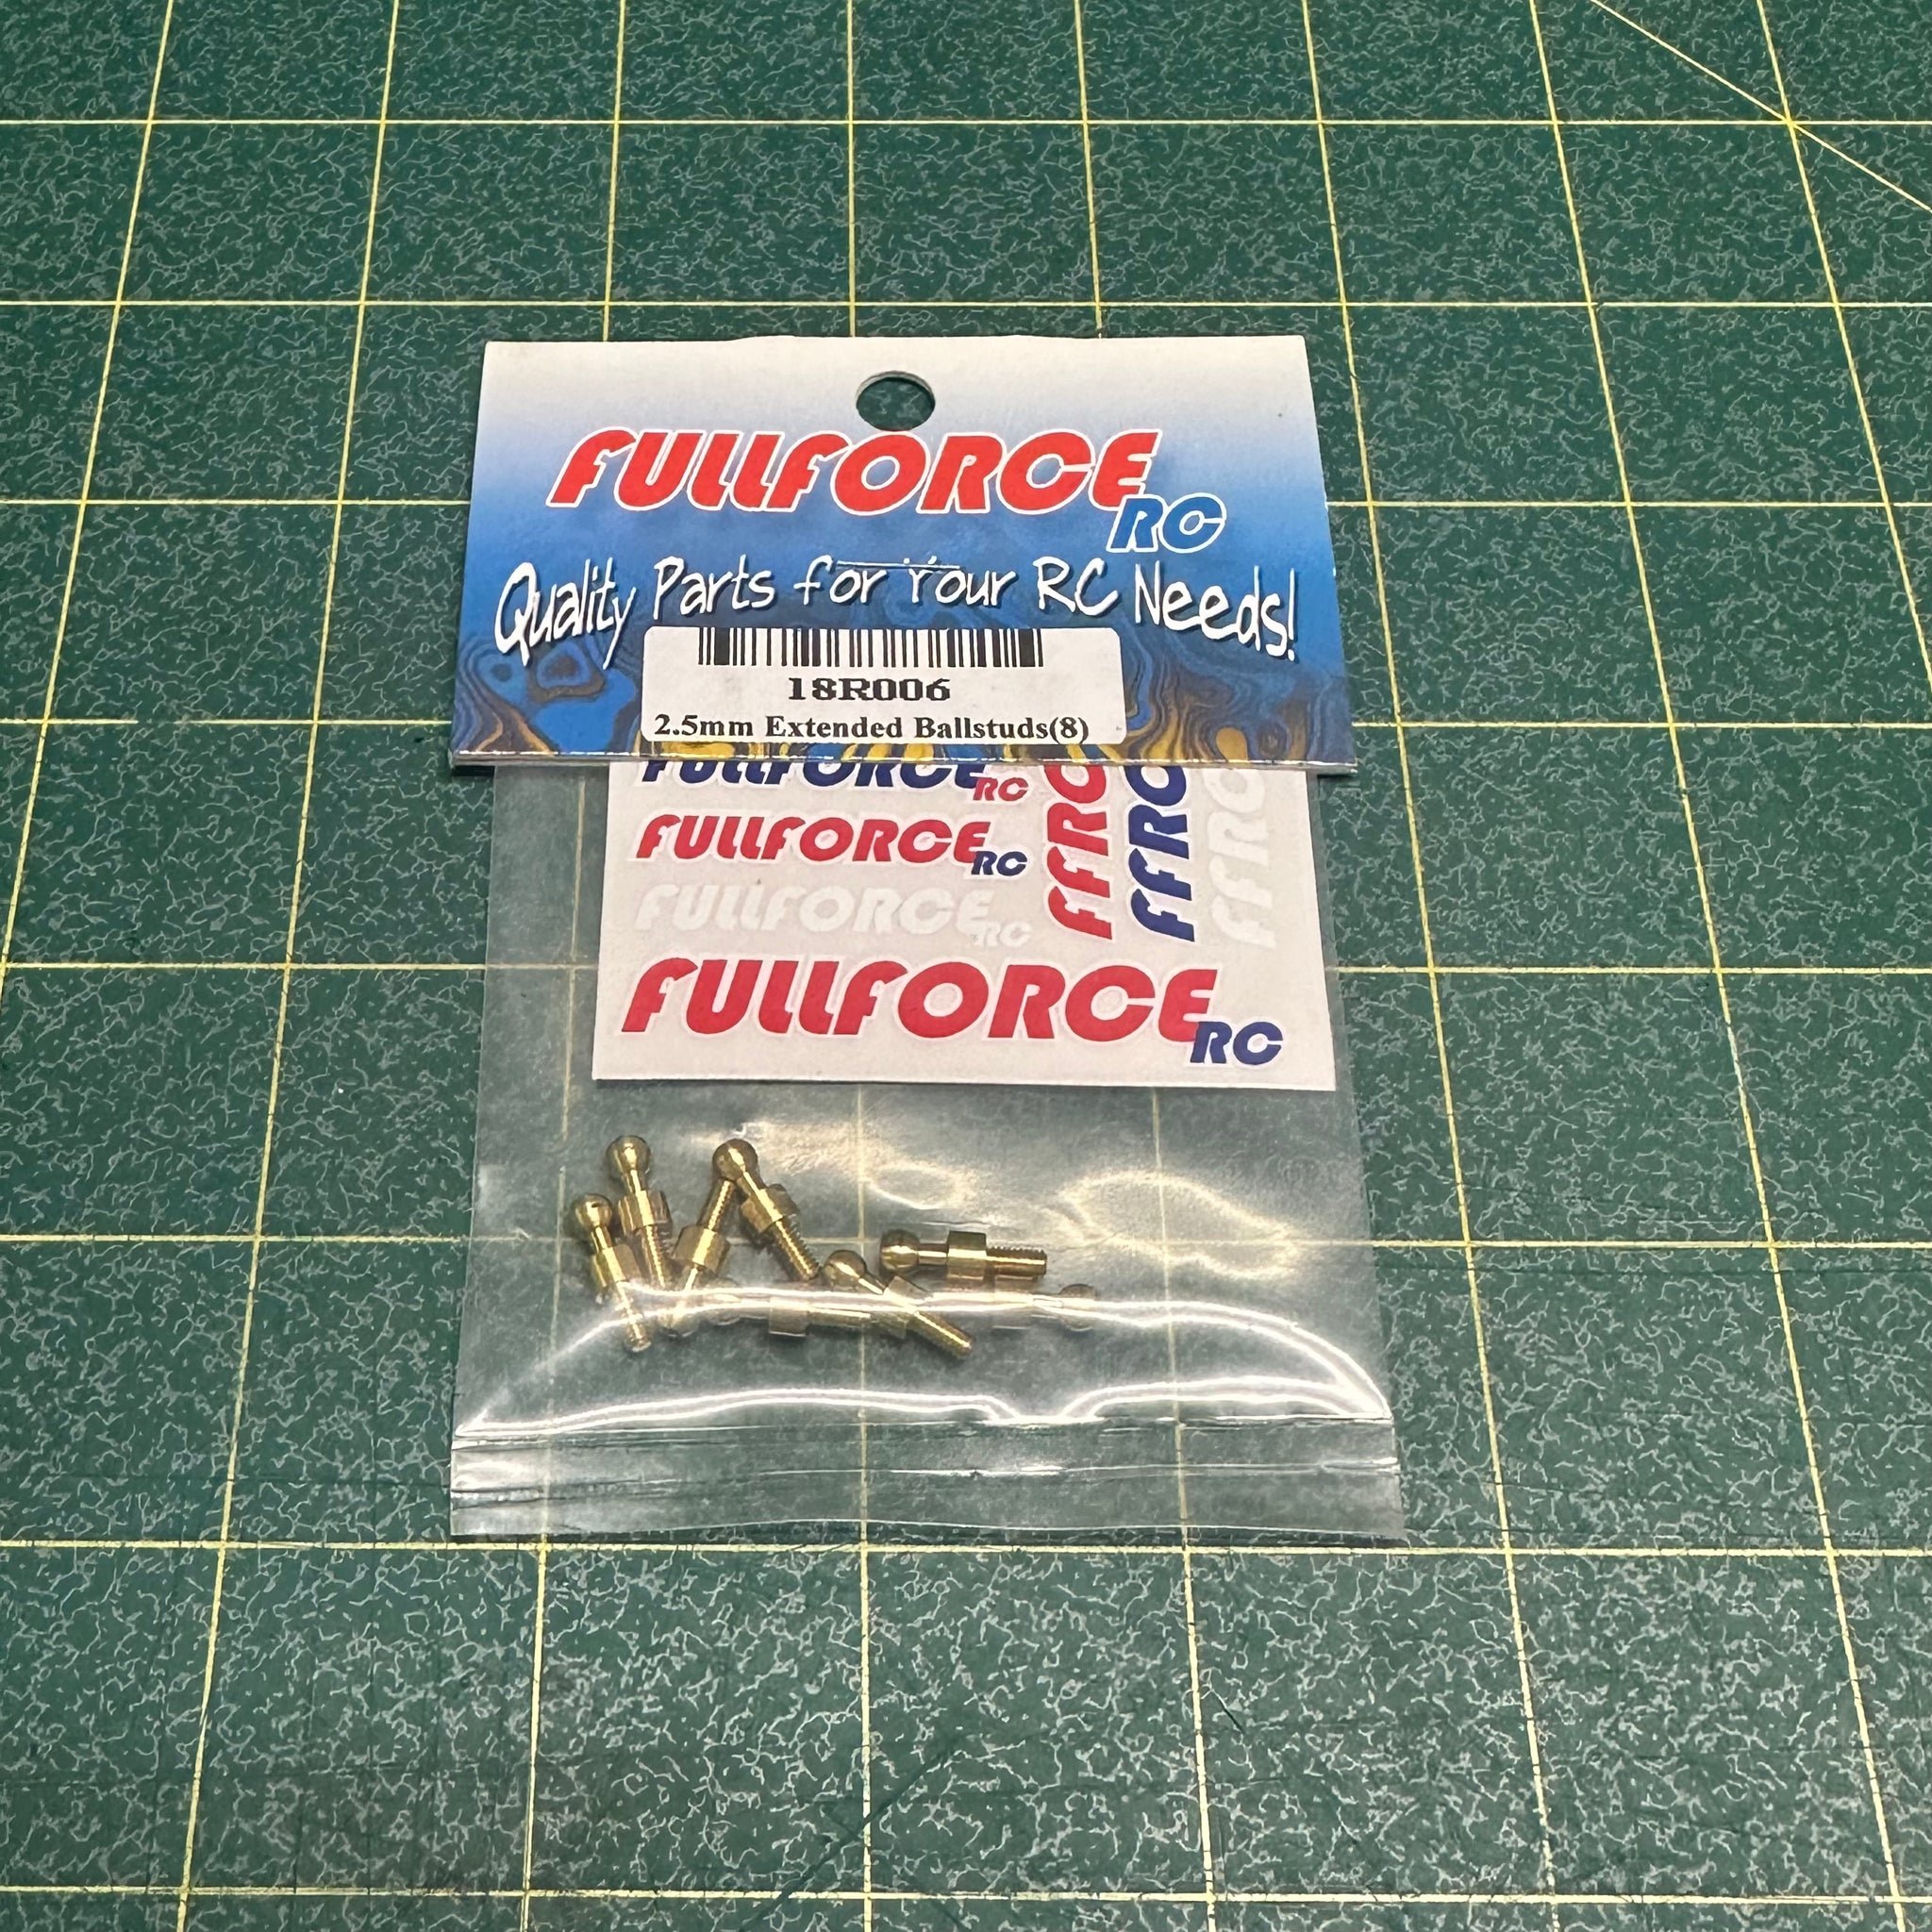 FULLFORCE
RC
Quality Parts for Your RC Needs!
18R006
2.5mm Extended Ballstuds(8)
FULLFORCE RC
FULLFORCE RC
FULLFORCE RC
FULLFORCE RC
FFRC
FFRC
FFRC